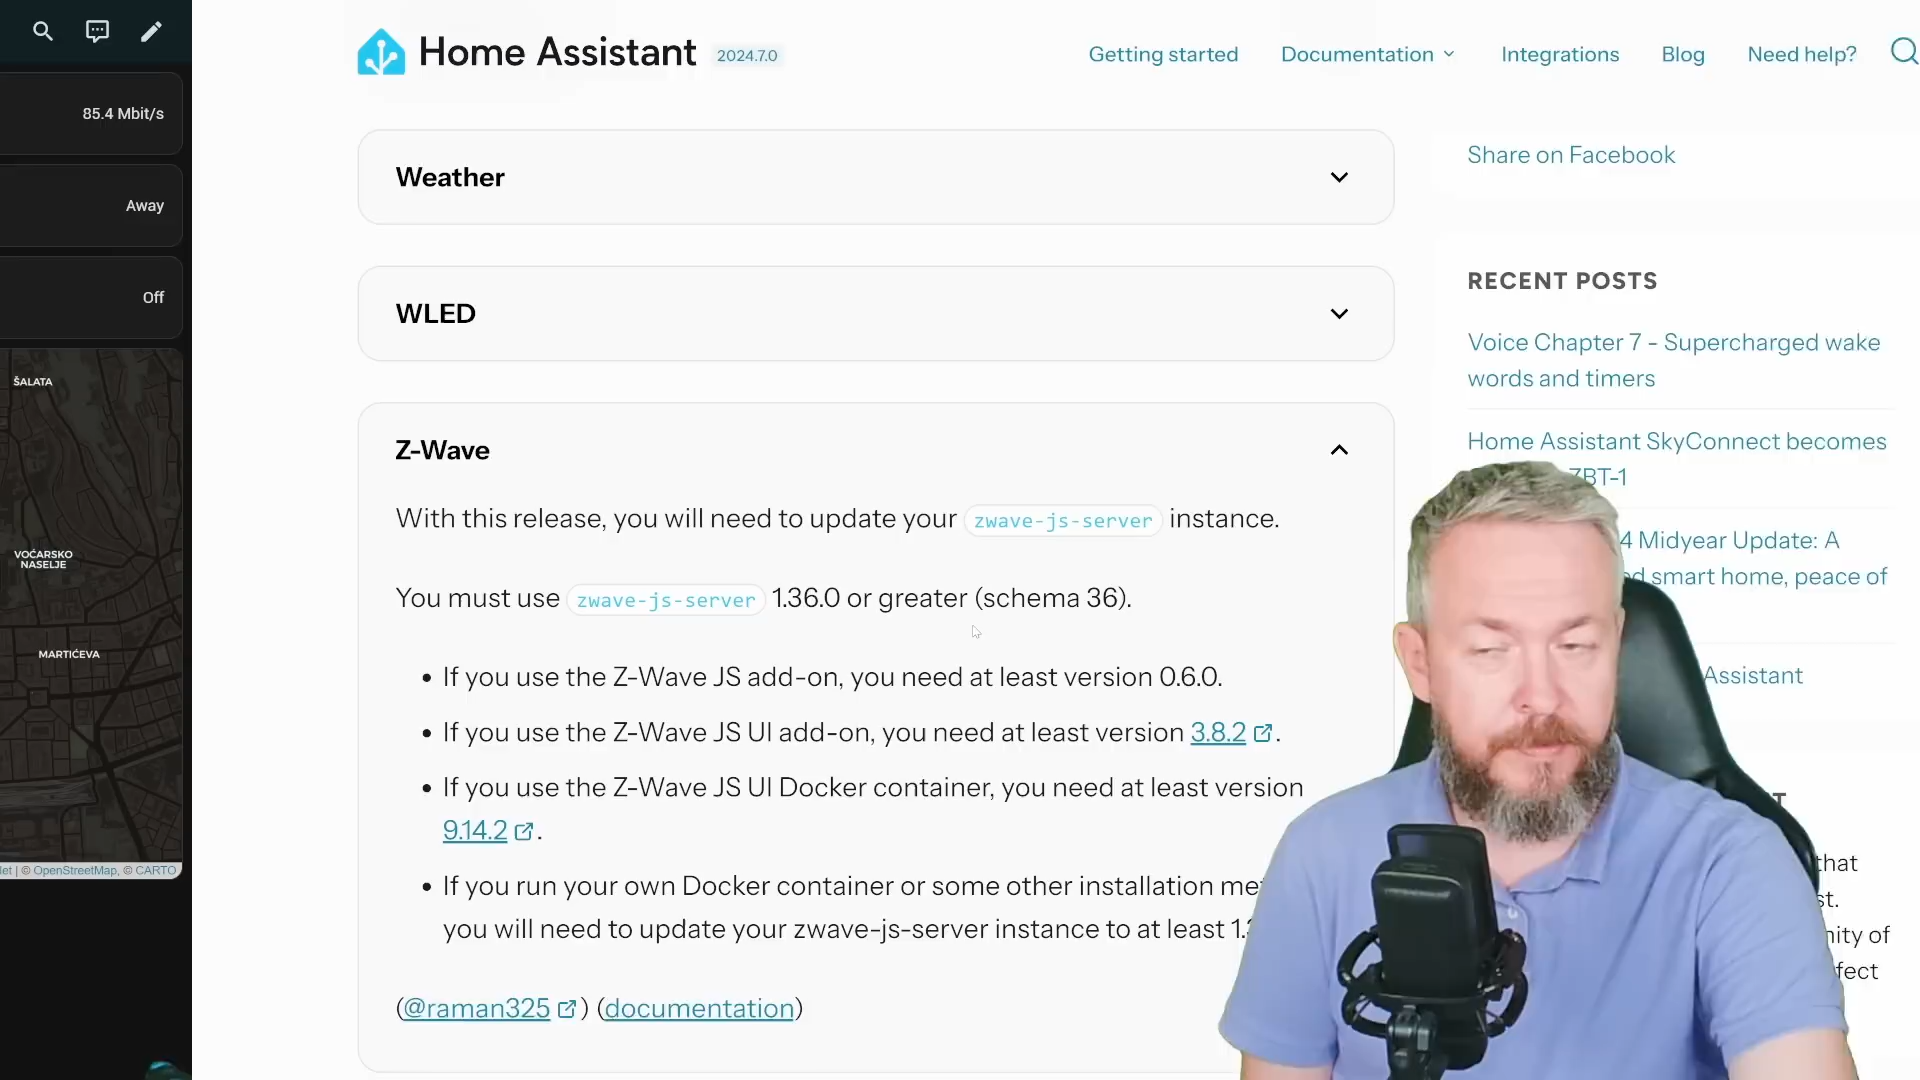 85.4 Mbit/s
Away
Off
ŠALATA
VOĆARSKO
NASELJE
MARTIĆEVA
| © OpenStreetMap, © CARTO
Home Assistant 2024.7.0
Getting started Documentation Integrations Blog Need help?
Weather
WLED
Z-Wave
With this release, you will need to update your zwave-js-server instance.
You must use zwave-js-server 1.36.0 or greater (schema 36).
• If you use the Z-Wave JS add-on, you need at least version 0.6.0.
• If you use the Z-Wave JS UI add-on, you need at least version 3.8.2.
• If you use the Z-Wave JS UI Docker container, you need at least version
9.14.2.
• If you run your own Docker container or some other installation
you will need to update your zwave-js-server instance to at least
(@raman325) (documentation)
Share on Facebook
RECENT POSTS
Voice Chapter 7 - Supercharged wake
words and timers
Home Assistant SkyConnect becomes
ZBT-1
4 Midyear Update: A
smart home, peace of
Assistant
that
of